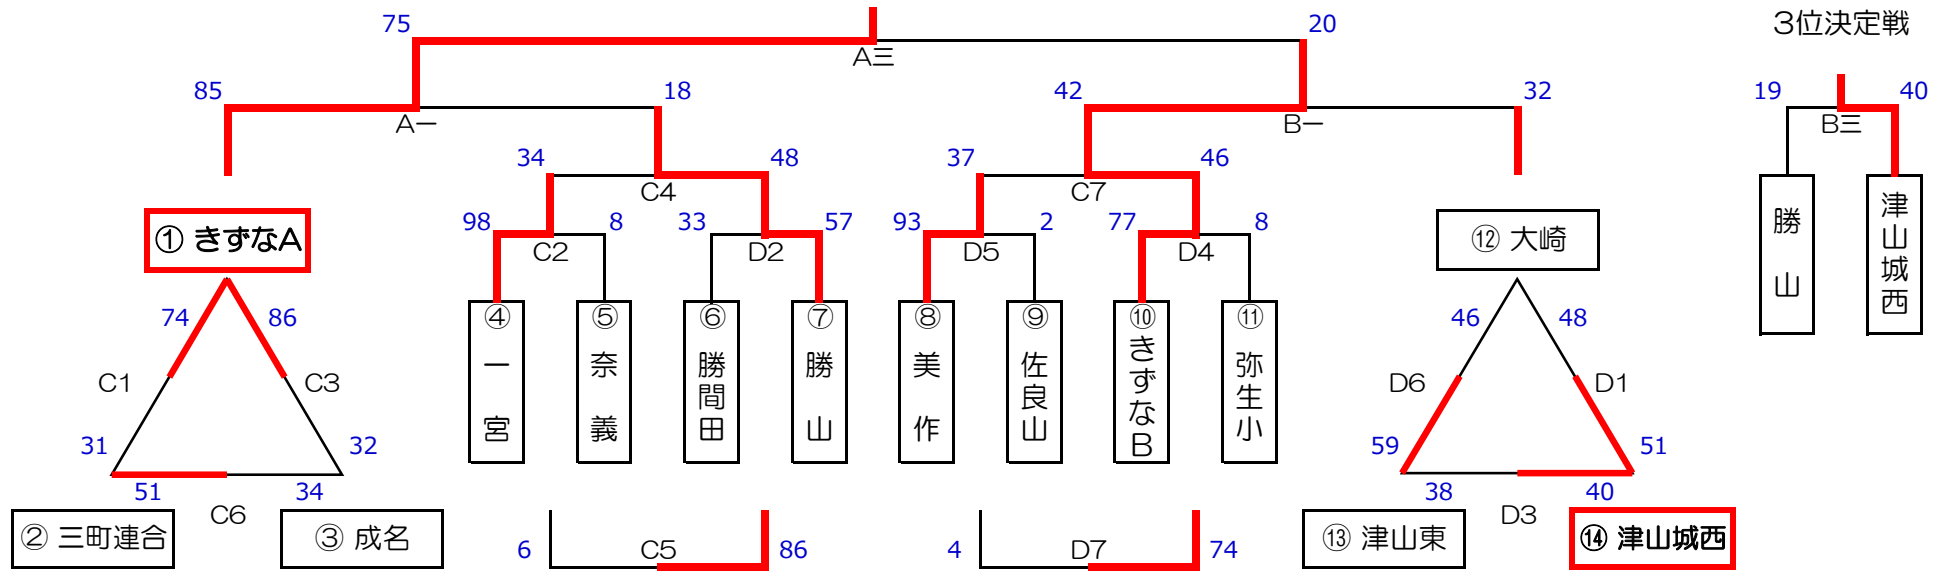 75
20
3位決定戦
A三
85
18
42
32
19
40
A一
B一
B三
34
48
37
46
C4
C7
98
8
33
57
93
2
77
8
C2
D2
D5
D4
① きずなA
⑫ 大崎
勝山
津山城西
④一宮
⑤奈義
⑥勝間田
⑦勝山
⑧美作
⑨佐良山
⑩きずなB
⑪弥生小
74
86
46
48
C1
C3
D6
D1
31
32
59
51
51
34
38
40
C6
D3
② 三町連合
③ 成名
6
C5
86
4
D7
74
⑬ 津山東
⑭ 津山城西